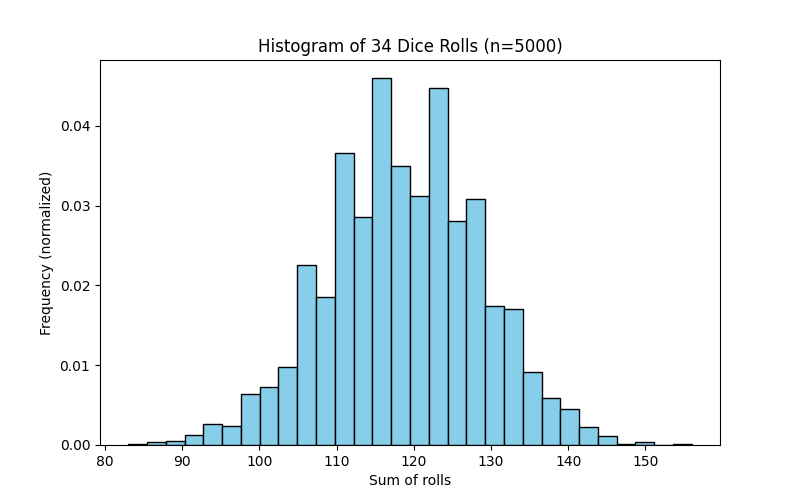 Histogram of 34 Dice Rolls (n=5000)
Frequency (normalized)
0.04
0.03
0.02
0.01
0.00
80 90 100 110 120 130 140 150
Sum of rolls